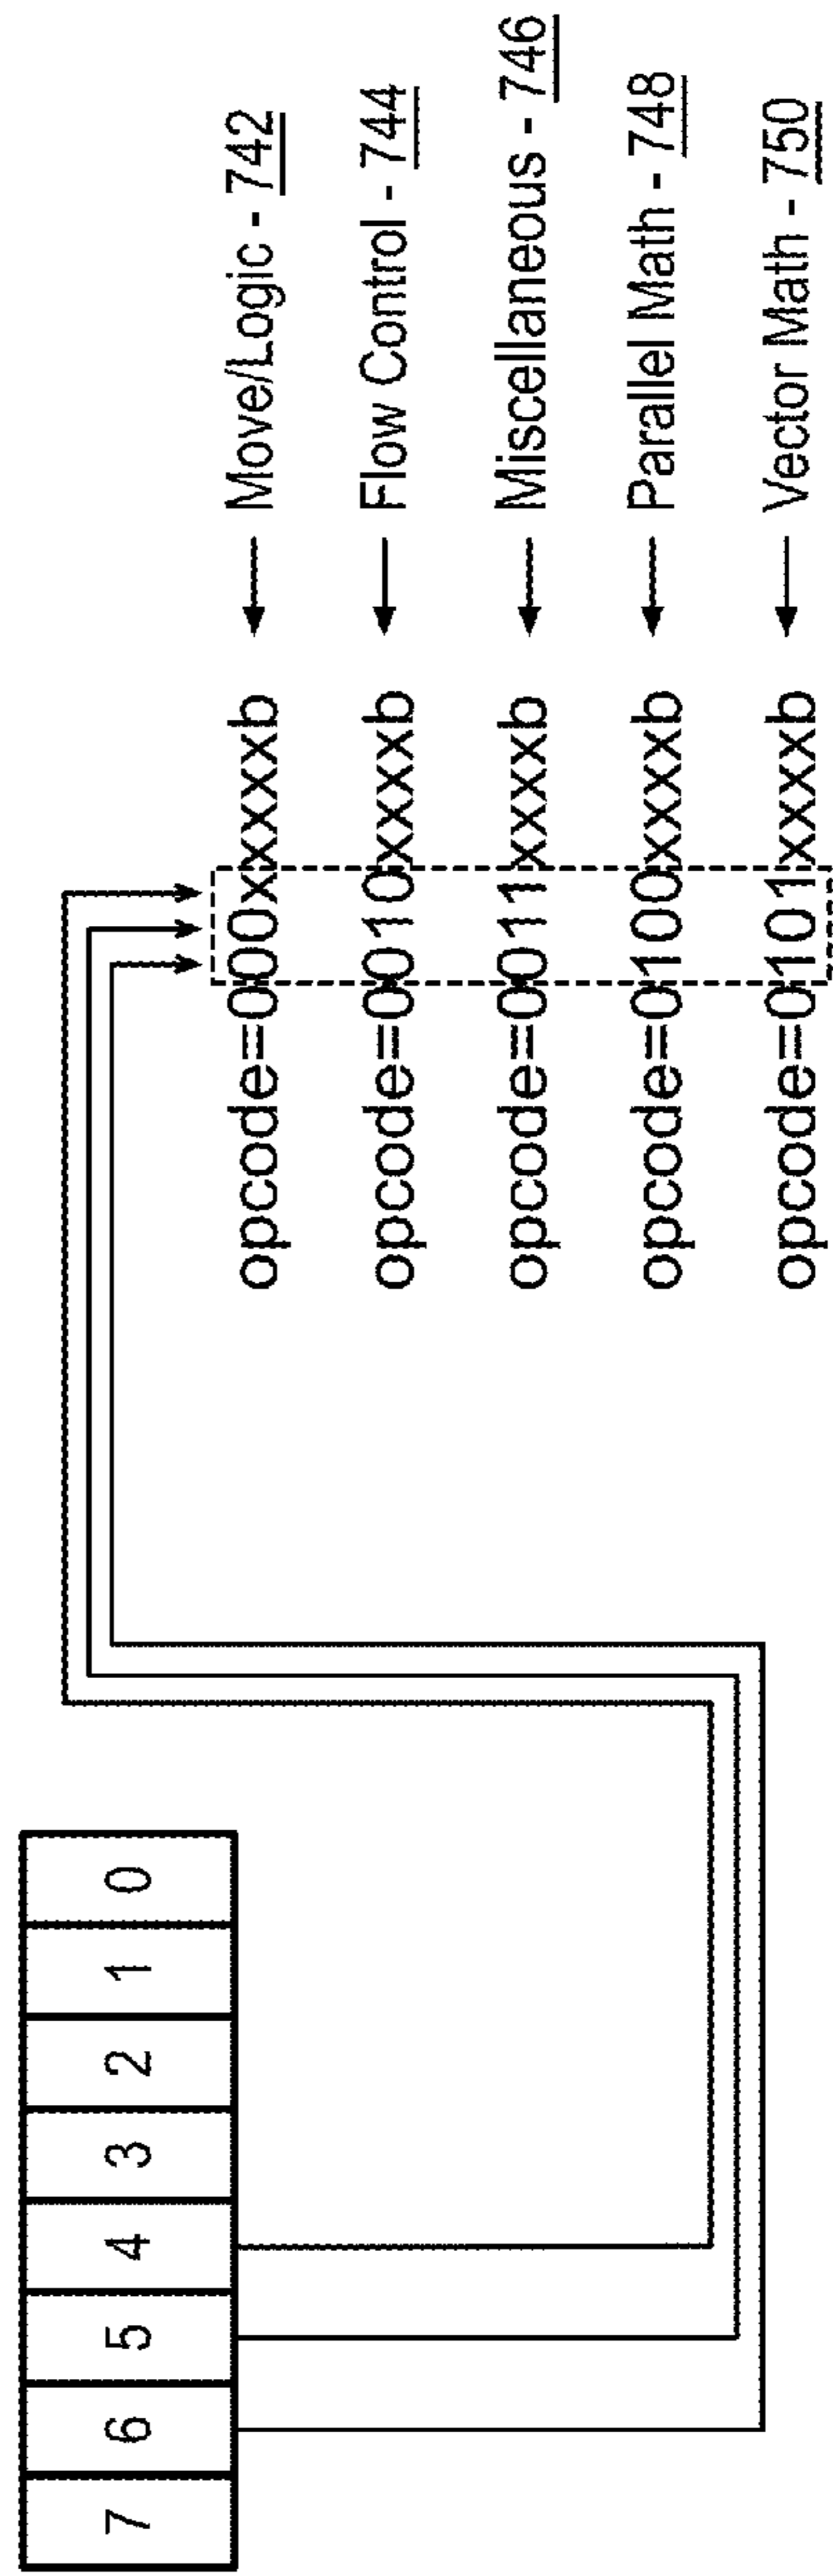 7 6 5 4 3 2 1 0
opcode=000xxxxxb Move/Logic - 742
opcode=0010xxxxb Flow Control - 744
opcode=0011xxxxb Miscellaneous - 746
opcode=0100xxxxb Parallel Math - 748
opcode=0101xxxxb Vector Math - 750